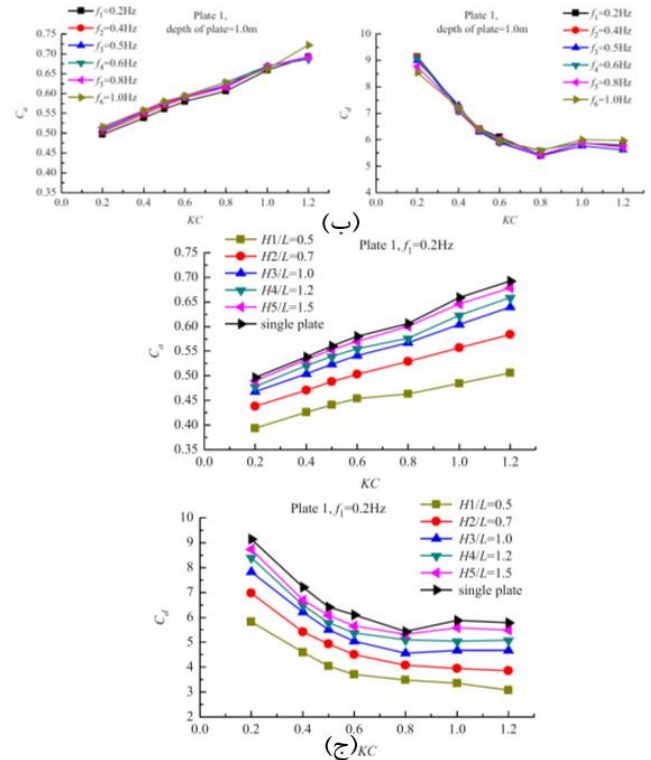 Plate 1,
depth of plate=1.0m
f₁=0.2Hz
f₂=0.4Hz
f₃=0.5Hz
f₄=0.6Hz
f₅=0.8Hz
f₆=1.0Hz
Cₐ
0.75
0.70
0.65
0.60
0.55
0.50
0.45
0.40
0.35
0.0 0.2 0.4 0.6 0.8 1.0 1.2
KC
Plate 1,
depth of plate=1.0m
f₁=0.2Hz
f₂=0.4Hz
f₃=0.5Hz
f₄=0.6Hz
f₅=0.8Hz
f₆=1.0Hz
C_d
10
9
8
7
6
5
4
0.0 0.2 0.4 0.6 0.8 1.0 1.2
KC
(ب)
Plate 1, f₁=0.2Hz
H1/L=0.5
H2/L=0.7
H3/L=1.0
H4/L=1.2
H5/L=1.5
single plate
Cₐ
0.75
0.70
0.65
0.60
0.55
0.50
0.45
0.40
0.35
0.0 0.2 0.4 0.6 0.8 1.0 1.2
KC
Plate 1, f₁=0.2Hz
H1/L=0.5
H2/L=0.7
H3/L=1.0
H4/L=1.2
H5/L=1.5
single plate
C_d
10
9
8
7
6
5
4
3
2
0.0 0.2 0.4 0.6 0.8 1.0 1.2
KC
(ج)